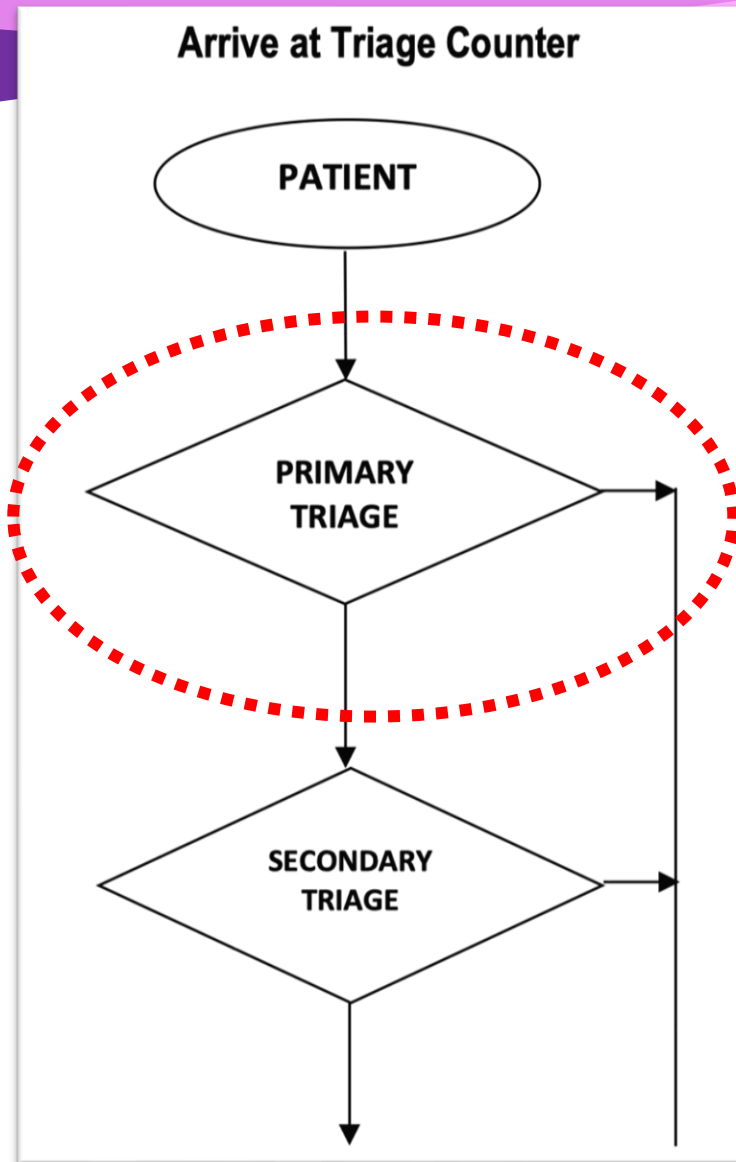 Arrive at Triage Counter
PATIENT
PRIMARY
TRIAGE
SECONDARY
TRIAGE